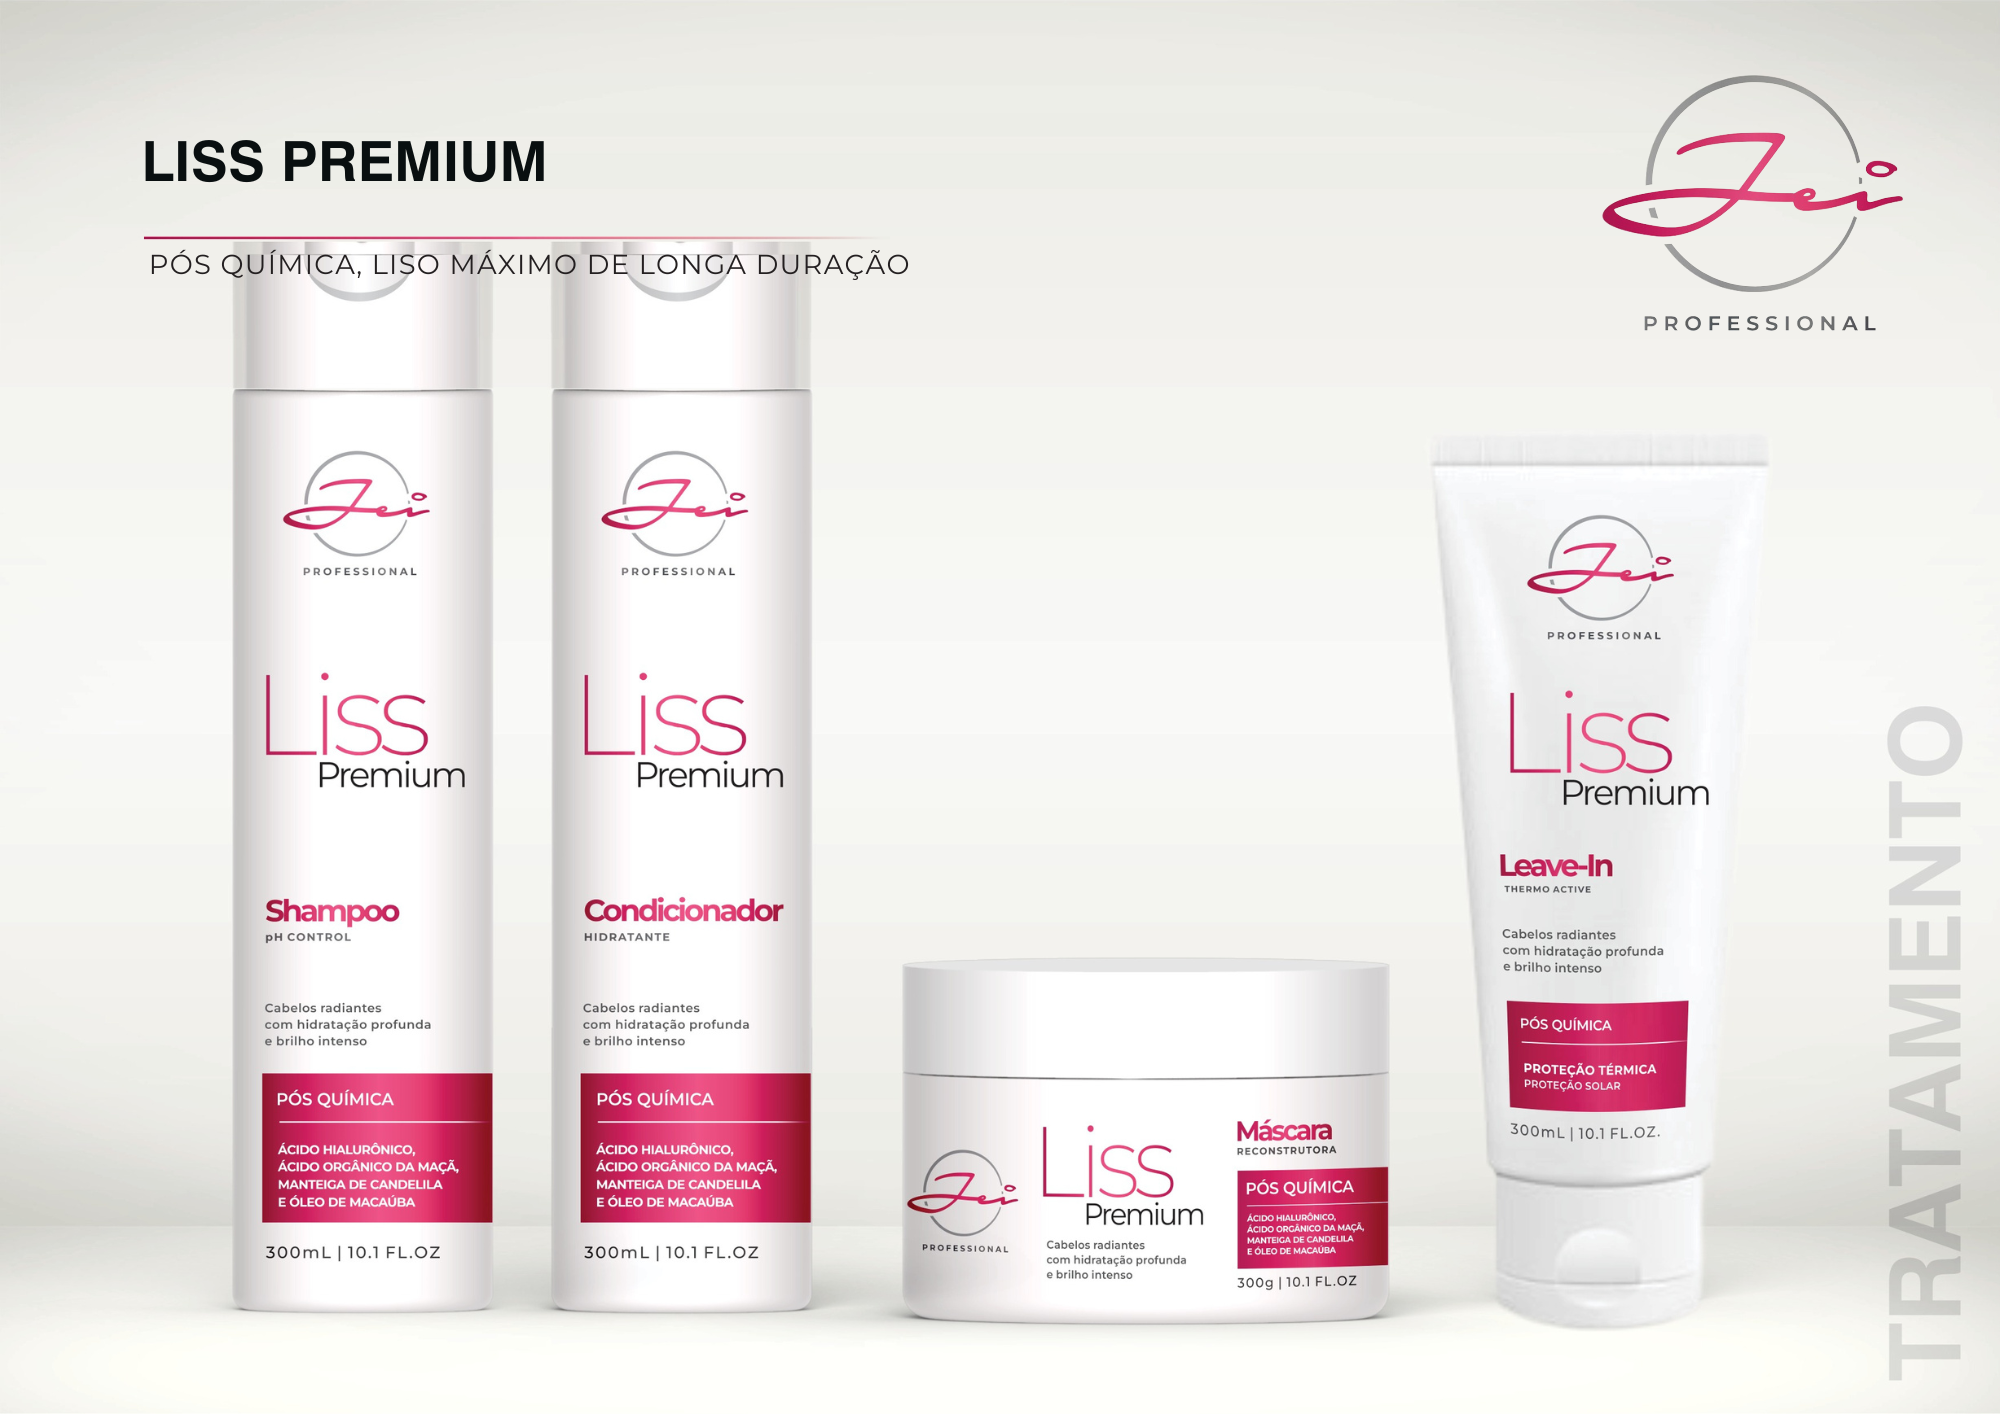 LISS PREMIUM
PÓS QUÍMICA, LISO MÁXIMO DE LONGA DURAÇÃO
Jei
PROFESSIONAL
Jei
PROFESSIONAL
Liss
Premium
Shampoo
pH CONTROL
Cabelos radiantes
com hidratação profunda
e brilho intenso
PÓS QUÍMICA
ÁCIDO HIALURÔNICO,
ÁCIDO ORGÂNICO DA MAÇÃ,
MANTEIGA DE CANDELILA
E ÓLEO DE MACAÚBA
300mL | 10.1 FL.OZ
Jei
PROFESSIONAL
Liss
Premium
Condicionador
HIDRATANTE
Cabelos radiantes
com hidratação profunda
e brilho intenso
PÓS QUÍMICA
ÁCIDO HIALURÔNICO,
ÁCIDO ORGÂNICO DA MAÇÃ,
MANTEIGA DE CANDELILA
E ÓLEO DE MACAÚBA
300mL | 10.1 FL.OZ
Jei
PROFESSIONAL
Liss
Premium
Cabelos radiantes
com hidratação profunda
e brilho intenso
Máscara
RECONSTRUTORA
PÓS QUÍMICA
ÁCIDO HIALURÔNICO,
ÁCIDO ORGÂNICO DA MAÇÃ,
MANTEIGA DE CANDELILA
E ÓLEO DE MACAÚBA
300g | 10.1 FL.OZ
Jei
PROFESSIONAL
Liss
Premium
Leave-In
THERMO ACTIVE
Cabelos radiantes
com hidratação profunda
e brilho intenso
PÓS QUÍMICA
PROTEÇÃO TÉRMICA
PROTEÇÃO SOLAR
300mL | 10.1 FL.OZ.
TRATAMENTO